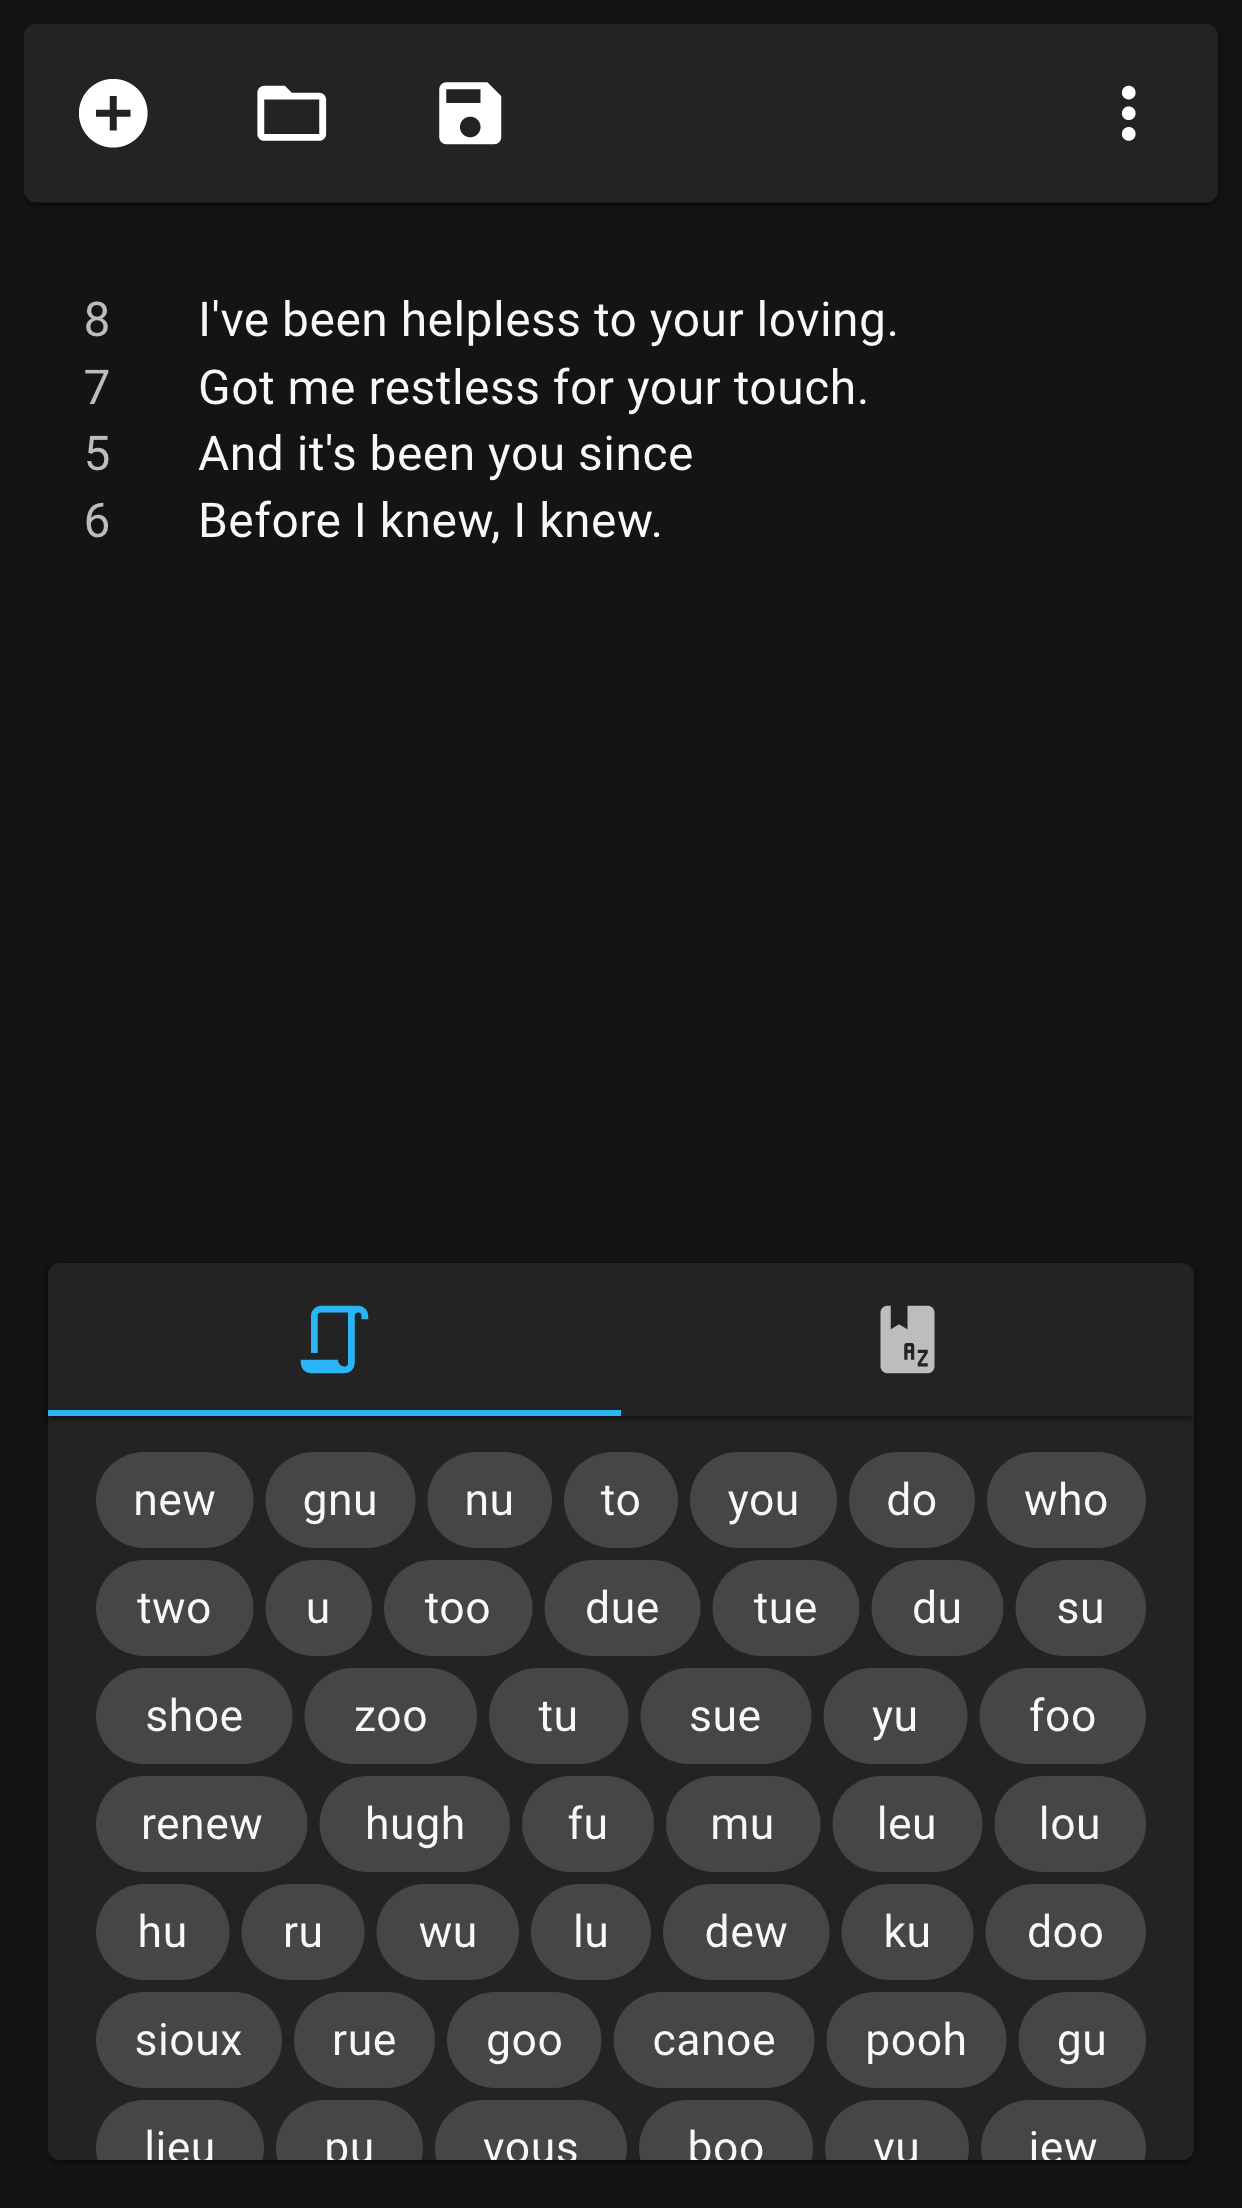 8 I've been helpless to your loving.
7 Got me restless for your touch.
5 And it's been you since
6 Before I knew, I knew.
AZ
new gnu nu to you do who
two u too due tue du su
shoe zoo tu sue yu foo
renew hugh fu mu leu lou
hu ru wu lu dew ku doo
sioux rue goo canoe pooh gu
lieu pu vous boo